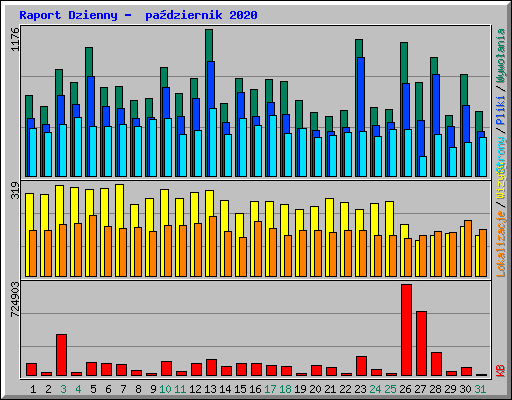 Raport Dzienny - październik 2020
1176
319
724903
Wywołania / Pliki / Strony
Wizyt / Lokalizacje
KB
1 2 3 4 5 6 7 8 9 10 11 12 13 14 15 16 17 18 19 20 21 22 23 24 25 26 27 28 29 30 31